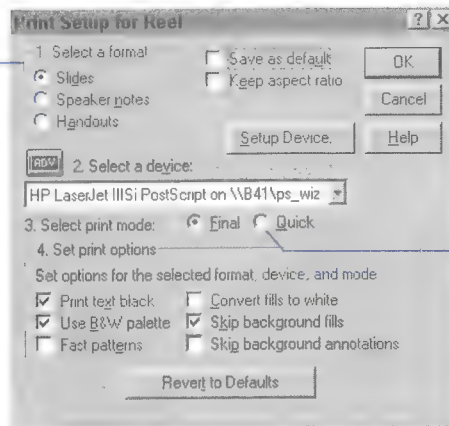 Print Setup for Reel
? X
1 Select a format
Slides
Speaker notes
Handouts
Save as default
Keep aspect ratio
OK
Cancel
Setup Device.
Help
ADV
2. Select a device:
HP LaserJet IIISi PostScript on \\B41\ps_wiz
3. Select print mode:
Final
Quick
4. Set print options
Set options for the selected format, device, and mode
Print text black
Convert fills to white
Use B&W palette
Skip background fills
Fast patterns
Skip background annotations
Revert to Defaults